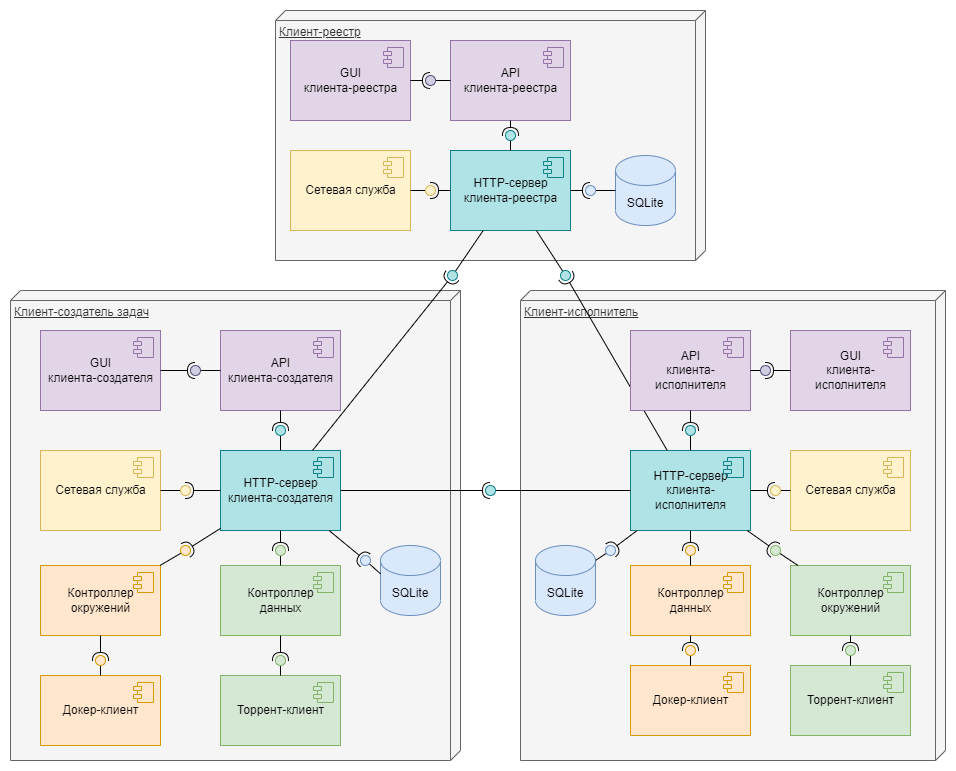 Клиент-реестр
GUI
клиента-реестра
API
клиента-реестра
Сетевая служба
HTTP-сервер
клиента-реестра
SQLite
Клиент-создатель задач
GUI
клиента-создателя
API
клиента-создателя
Сетевая служба
HTTP-сервер
клиента-создателя
Контроллер
окружений
Контроллер
данных
SQLite
Докер-клиент
Торрент-клиент
Клиент-исполнитель
API
клиента-
исполнителя
GUI
клиента-
исполнителя
HTTP-сервер
клиента-
исполнителя
Сетевая служба
SQLite
Контроллер
данных
Контроллер
окружений
Докер-клиент
Торрент-клиент